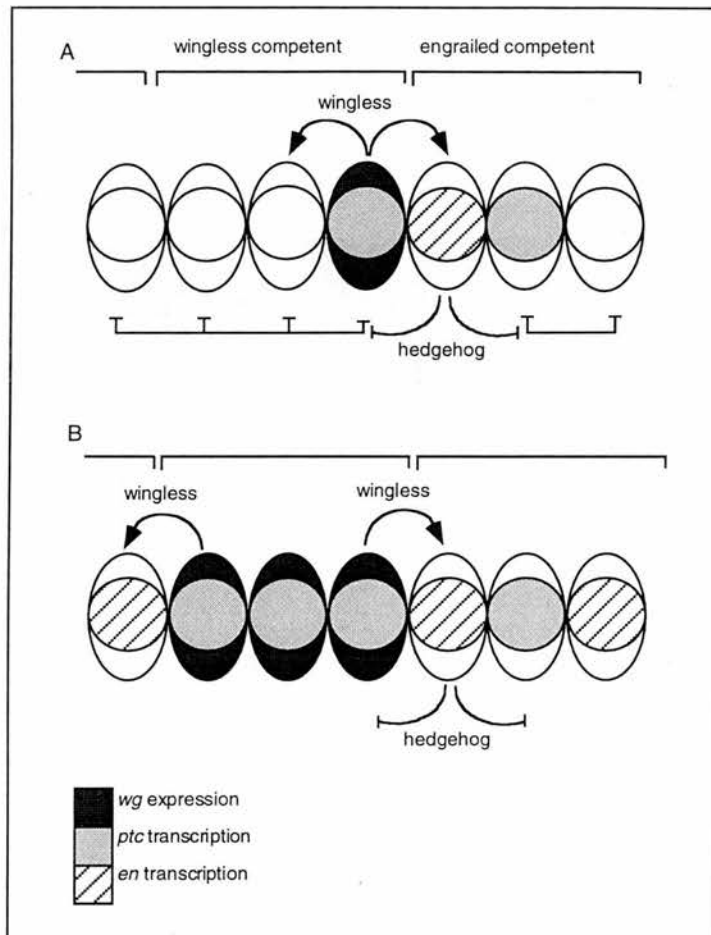 A
wingless competent engrailed competent
wingless
hedgehog
B
wingless wingless
hedgehog
wg expression
ptc transcription
en transcription